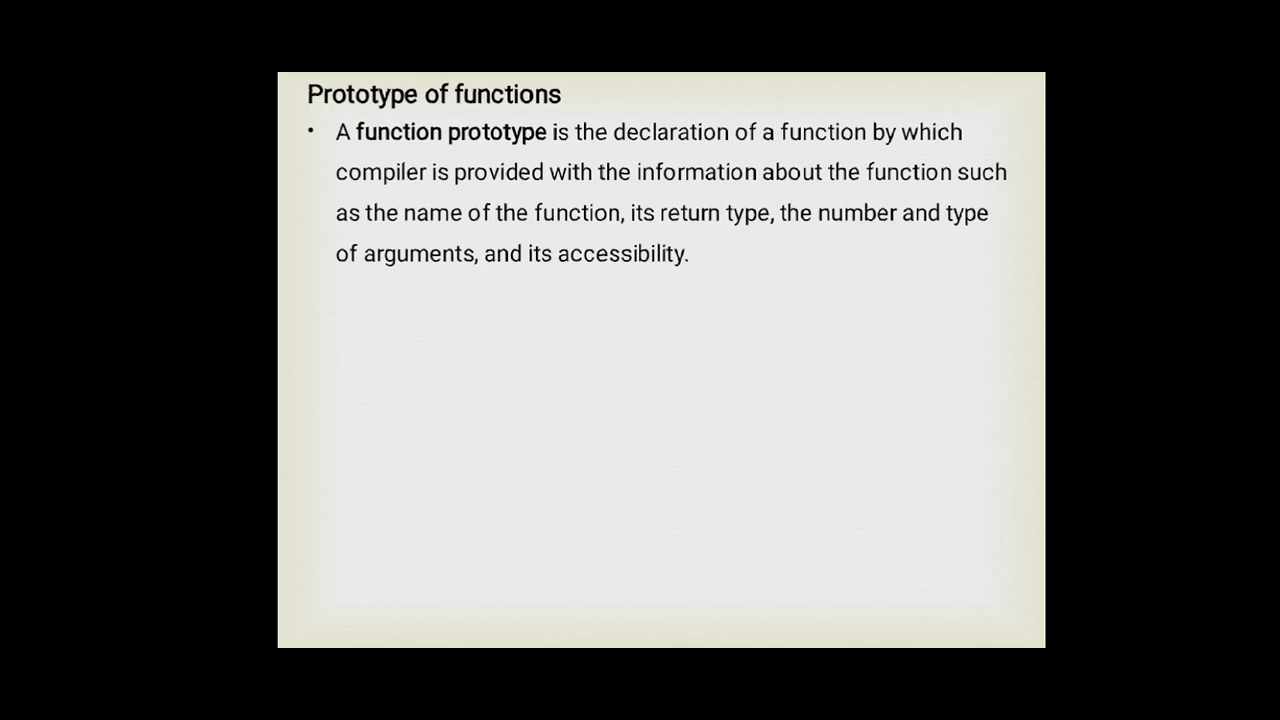 Prototype of functions
• A function prototype is the declaration of a function by which
compiler is provided with the information about the function such
as the name of the function, its return type, the number and type
of arguments, and its accessibility.